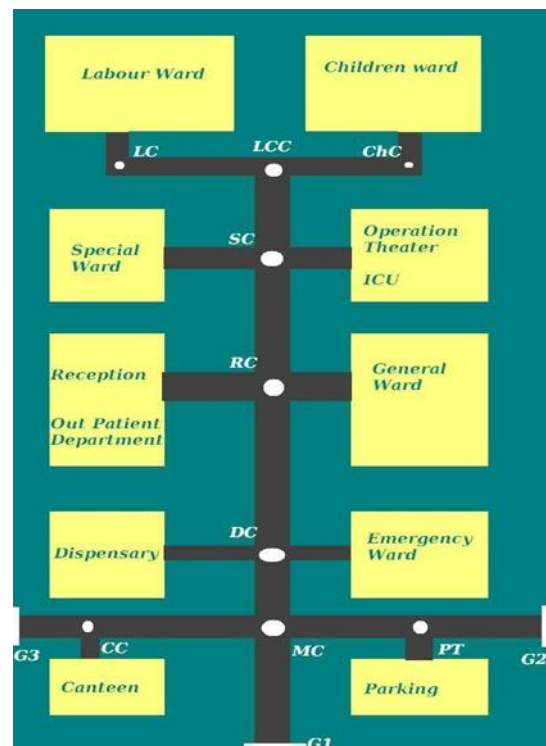 Labour Ward
Children ward
LC
LCC
ChC
SC
Special
Ward
Operation
Theater
ICU
RC
Reception
Out Patient
Department
General
Ward
DC
Dispensary
Emergency
Ward
G3
CC
MC
PT
G2
Canteen
Parking
G1